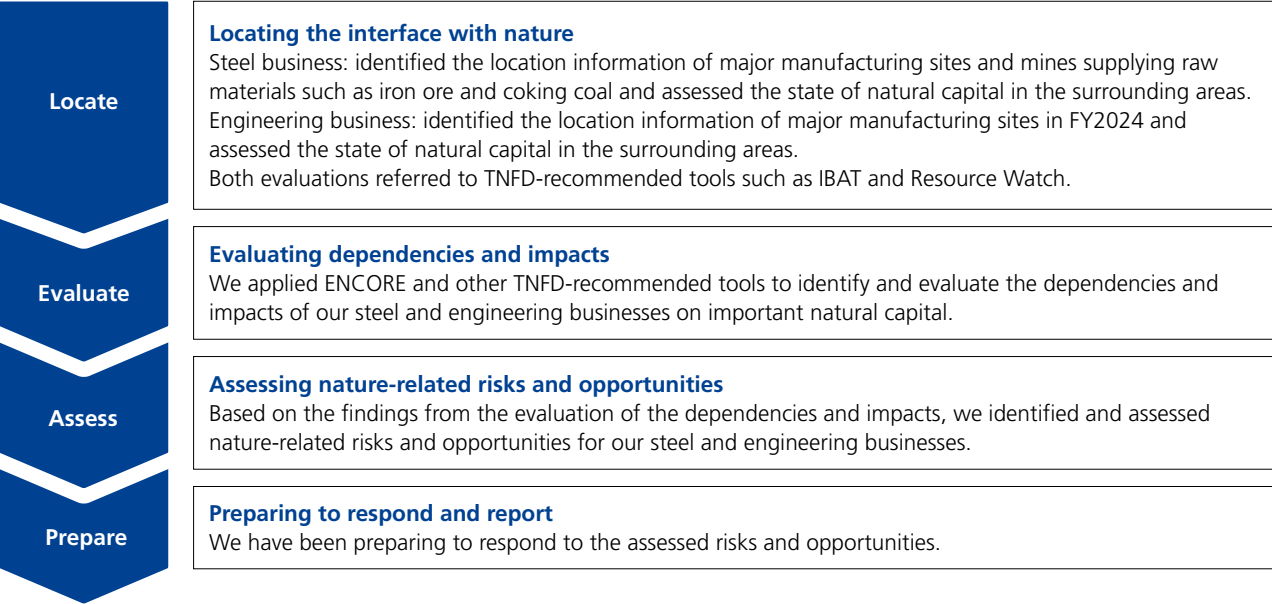 Locate
Locating the interface with nature
Steel business: identified the location information of major manufacturing sites and mines supplying raw
materials such as iron ore and coking coal and assessed the state of natural capital in the surrounding areas.
Engineering business: identified the location information of major manufacturing sites in FY2024 and
assessed the state of natural capital in the surrounding areas.
Both evaluations referred to TNFD-recommended tools such as IBAT and Resource Watch.
Evaluate
Evaluating dependencies and impacts
We applied ENCORE and other TNFD-recommended tools to identify and evaluate the dependencies and
impacts of our steel and engineering businesses on important natural capital.
Assess
Assessing nature-related risks and opportunities
Based on the findings from the evaluation of the dependencies and impacts, we identified and assessed
nature-related risks and opportunities for our steel and engineering businesses.
Prepare
Preparing to respond and report
We have been preparing to respond to the assessed risks and opportunities.